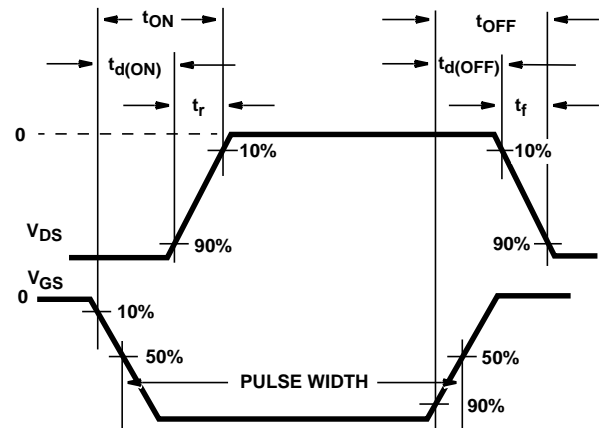 tON
tOFF
td(ON)
td(OFF)
tr
tf
0
10%
10%
VDS
90%
90%
VGS
0
10%
50%
50%
PULSE WIDTH
90%